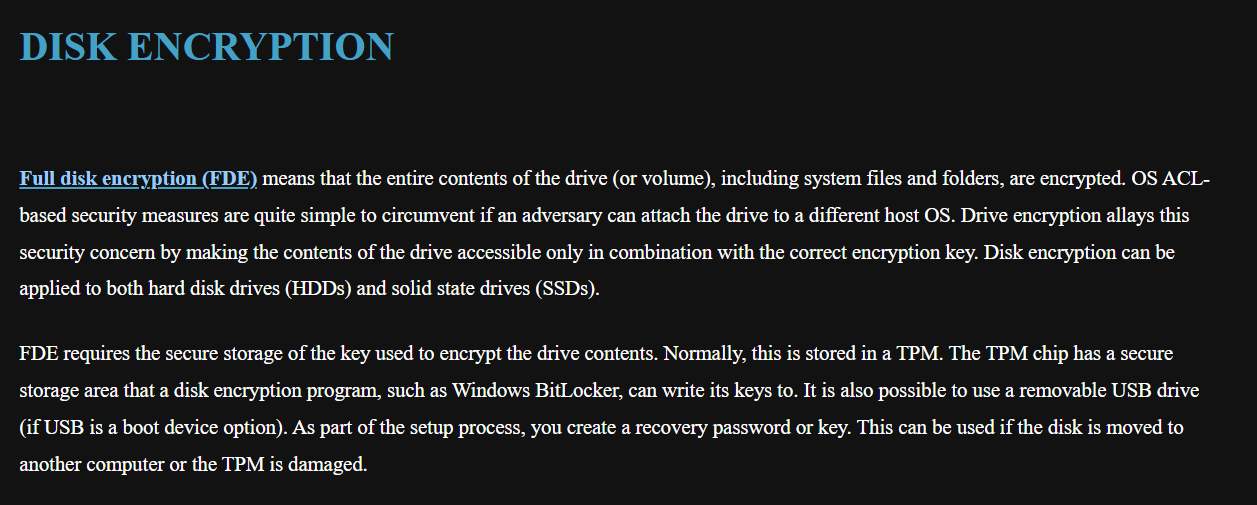 DISK ENCRYPTION
Full disk encryption (FDE) means that the entire contents of the drive (or volume), including system files and folders, are encrypted. OS ACL-
based security measures are quite simple to circumvent if an adversary can attach the drive to a different host OS. Drive encryption allays this
security concern by making the contents of the drive accessible only in combination with the correct encryption key. Disk encryption can be
applied to both hard disk drives (HDDs) and solid state drives (SSDs).
FDE requires the secure storage of the key used to encrypt the drive contents. Normally, this is stored in a TPM. The TPM chip has a secure
storage area that a disk encryption program, such as Windows BitLocker, can write its keys to. It is also possible to use a removable USB drive
(if USB is a boot device option). As part of the setup process, you create a recovery password or key. This can be used if the disk is moved to
another computer or the TPM is damaged.